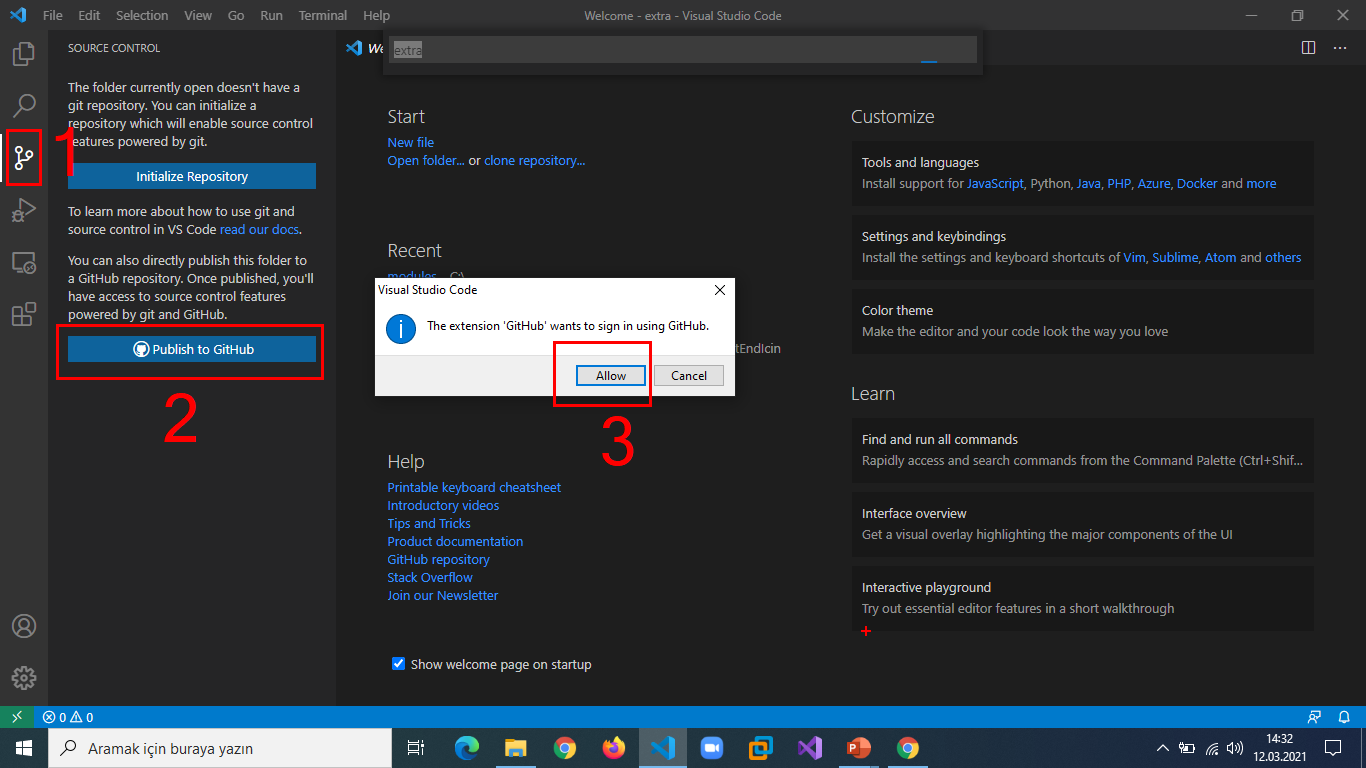 File Edit Selection View Go Run Terminal Help
Welcome - extra - Visual Studio Code
SOURCE CONTROL
The folder currently open doesn't have a
git repository. You can initialize a
repository which will enable source control
features powered by git.
1
Initialize Repository
To learn more about how to use git and
source control in VS Code read our docs.
You can also directly publish this folder to
a GitHub repository. Once published, you'll
have access to source control features
powered by git and GitHub.
Publish to GitHub
2
We
extra
Start
New file
Open folder... or clone repository...
Recent
modules C:\
tEndIcin
Visual Studio Code
The extension 'GitHub' wants to sign in using GitHub.
Allow
Cancel
3
Help
Printable keyboard cheatsheet
Introductory videos
Tips and Tricks
Product documentation
GitHub repository
Stack Overflow
Join our Newsletter
Show welcome page on startup
Customize
Tools and languages
Install support for JavaScript, Python, Java, PHP, Azure, Docker and more
Settings and keybindings
Install the settings and keyboard shortcuts of Vim, Sublime, Atom and others
Color theme
Make the editor and your code look the way you love
Learn
Find and run all commands
Rapidly access and search commands from the Command Palette (Ctrl+Shif...
Interface overview
Get a visual overlay highlighting the major components of the UI
Interactive playground
Try out essential editor features in a short walkthrough
0 0
Aramak için buraya yazın
14:32
12.03.2021